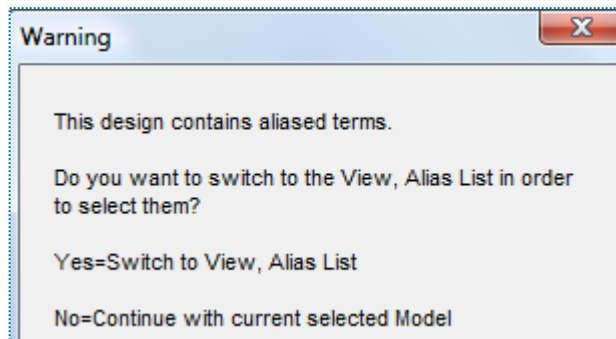 Warning
This design contains aliased terms.
Do you want to switch to the View, Alias List in order
to select them?
Yes=Switch to View, Alias List
No=Continue with current selected Model